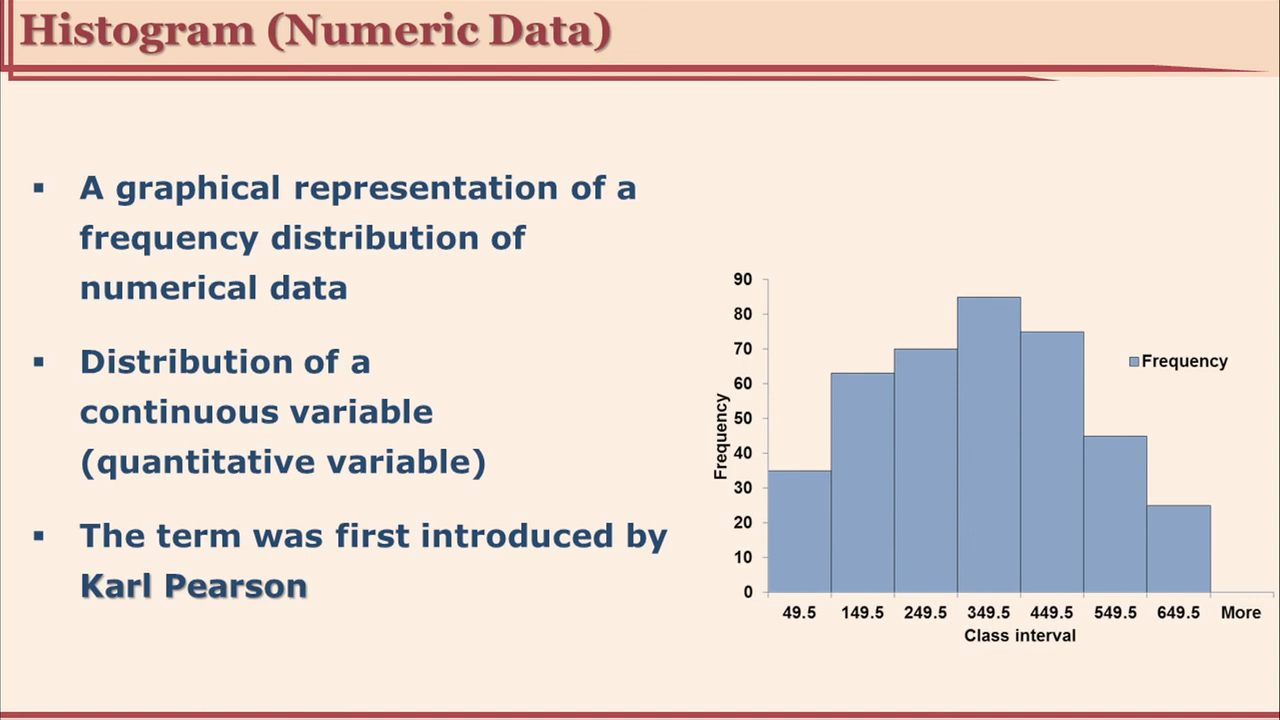 Histogram (Numeric Data)
▪ A graphical representation of a
frequency distribution of
numerical data
▪ Distribution of a
continuous variable
(quantitative variable)
▪ The term was first introduced by
Karl Pearson
90
80
70
60
50
40
30
20
10
0
Frequency
Frequency
49.5 149.5 249.5 349.5 449.5 549.5 649.5 More
Class interval